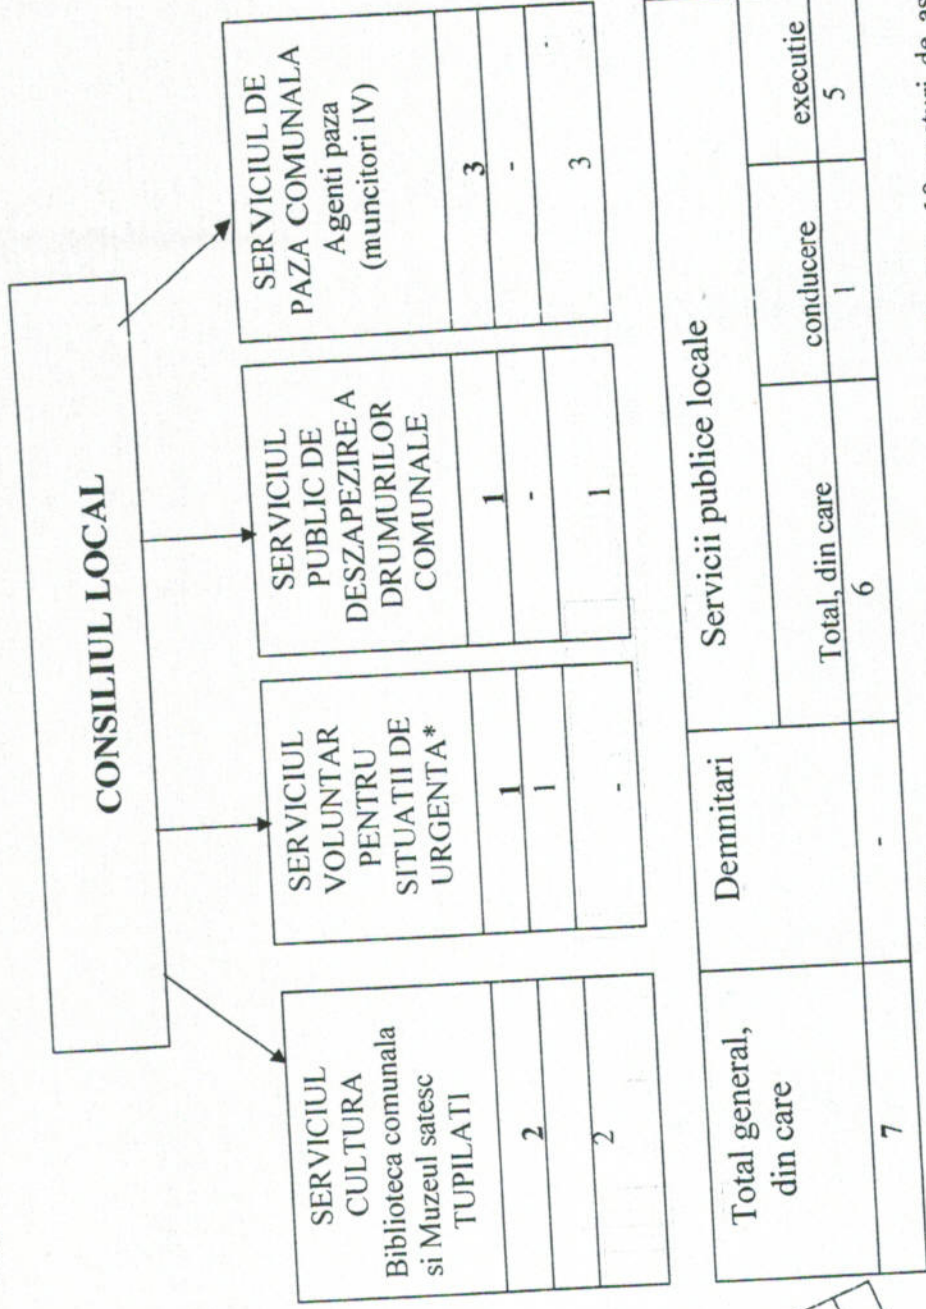 CONSILIUL LOCAL
SERVICIUL
CULTURA
Biblioteca comunala
si Muzeul satesc
TUPILATI
2
2
SERVICIUL
VOLUNTAR
PENTRU
SITUATII DE
URGENTA*
1
1
-
SERVICIUL
PUBLIC DE
DESZAPEZIRE A
DRUMURILOR
COMUNALE
1
-
1
SERVICIUL DE
PAZA COMUNALA
Agenti paza
(muncitori IV)
3
-
3
Total general,
din care
Demnitari
Servicii publice locale
Total, din care
conducere
executie
7
-
6
1
5